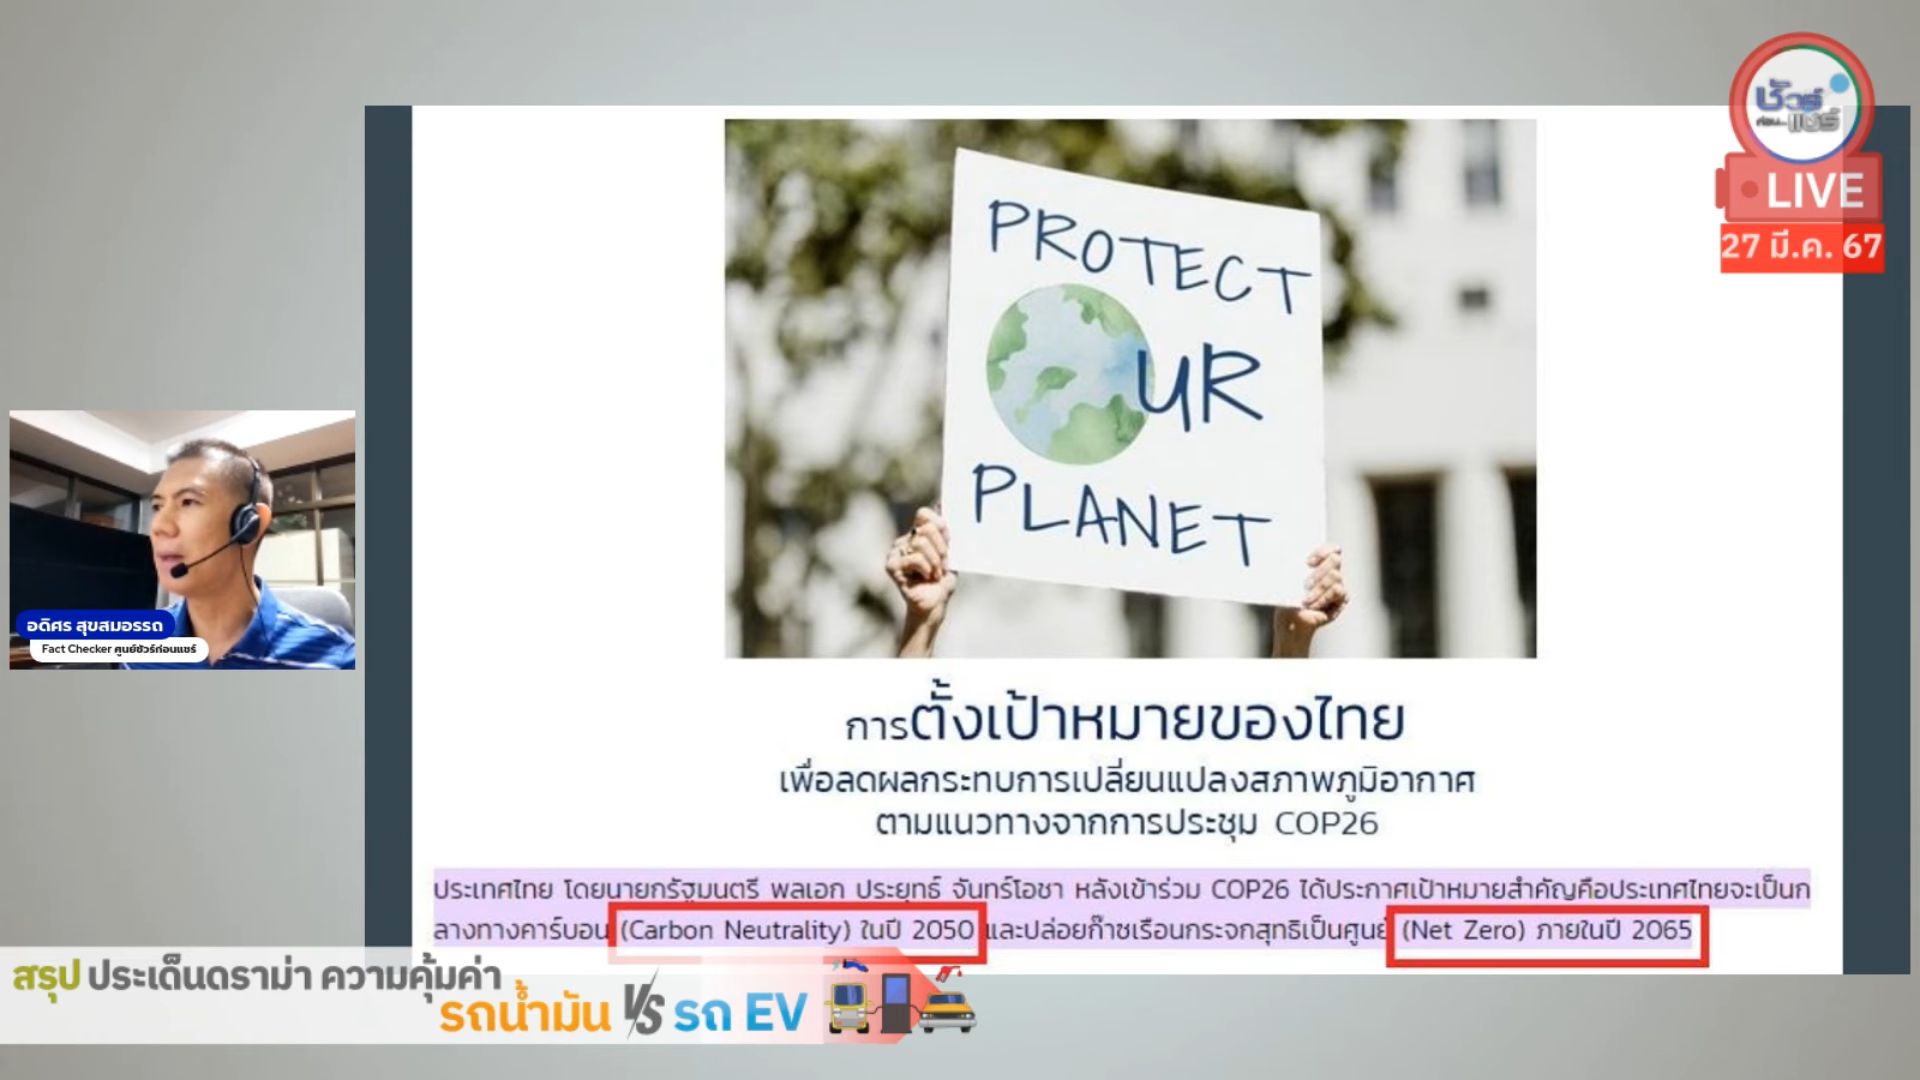 ชัวร์
ก่อน...แชร์
LIVE
27 มี.ค. 67
PROTECT
UR
PLANET
อดิศร สุขสมอรรถ
Fact Checker ศูนย์ชัวร์ก่อนแชร์
การตั้งเป้าหมายของไทย
เพื่อลดผลกระทบการเปลี่ยนแปลงสภาพภูมิอากาศ
ตามแนวทางจากการประชุม COP26
ประเทศไทย โดยนายกรัฐมนตรี พลเอก ประยุทธ์ จันทร์โอชา หลังเข้าร่วม COP26 ได้ประกาศเป้าหมายสำคัญคือประเทศไทยจะเป็นก
ลางทางคาร์บอน (Carbon Neutrality) ในปี 2050 และปล่อยก๊าซเรือนกระจกสุทธิเป็นศูนย์ (Net Zero) ภายในปี 2065
สรุป ประเด็นดราม่า ความคุ้มค่า
รถน้ำมัน VS รถ EV